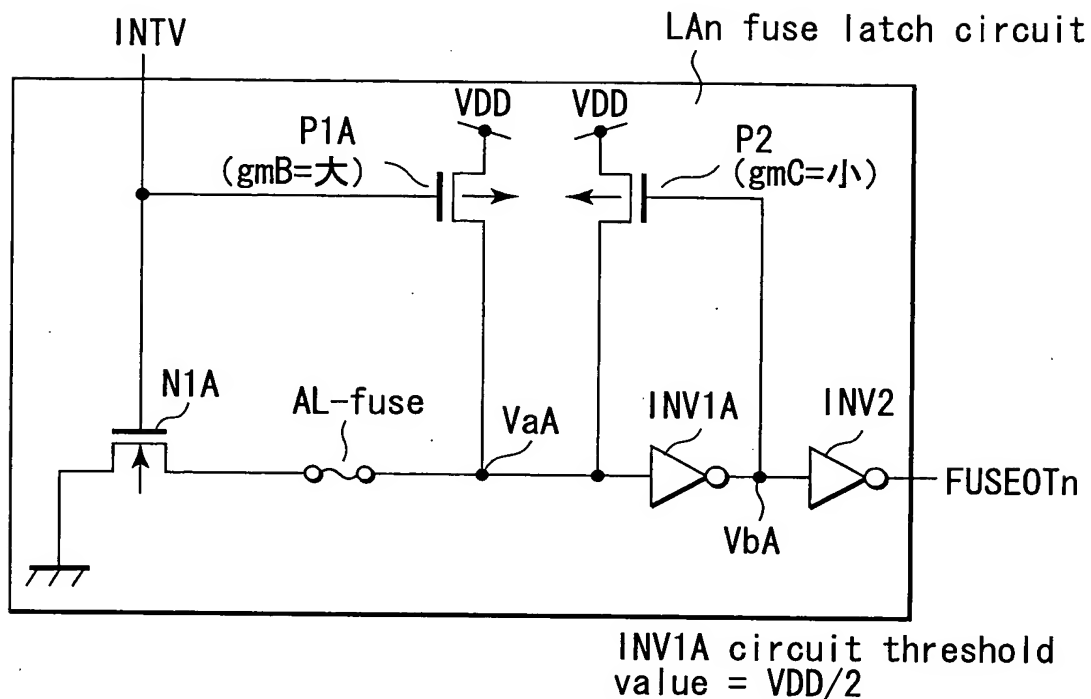 INTV
LAn fuse latch circuit
VDD
VDD
P1A
(gmB=大)
P2
(gmC=小)
N1A
AL-fuse
VaA
INV1A
INV2
FUSEOTn
VbA
INV1A circuit threshold
value = VDD/2